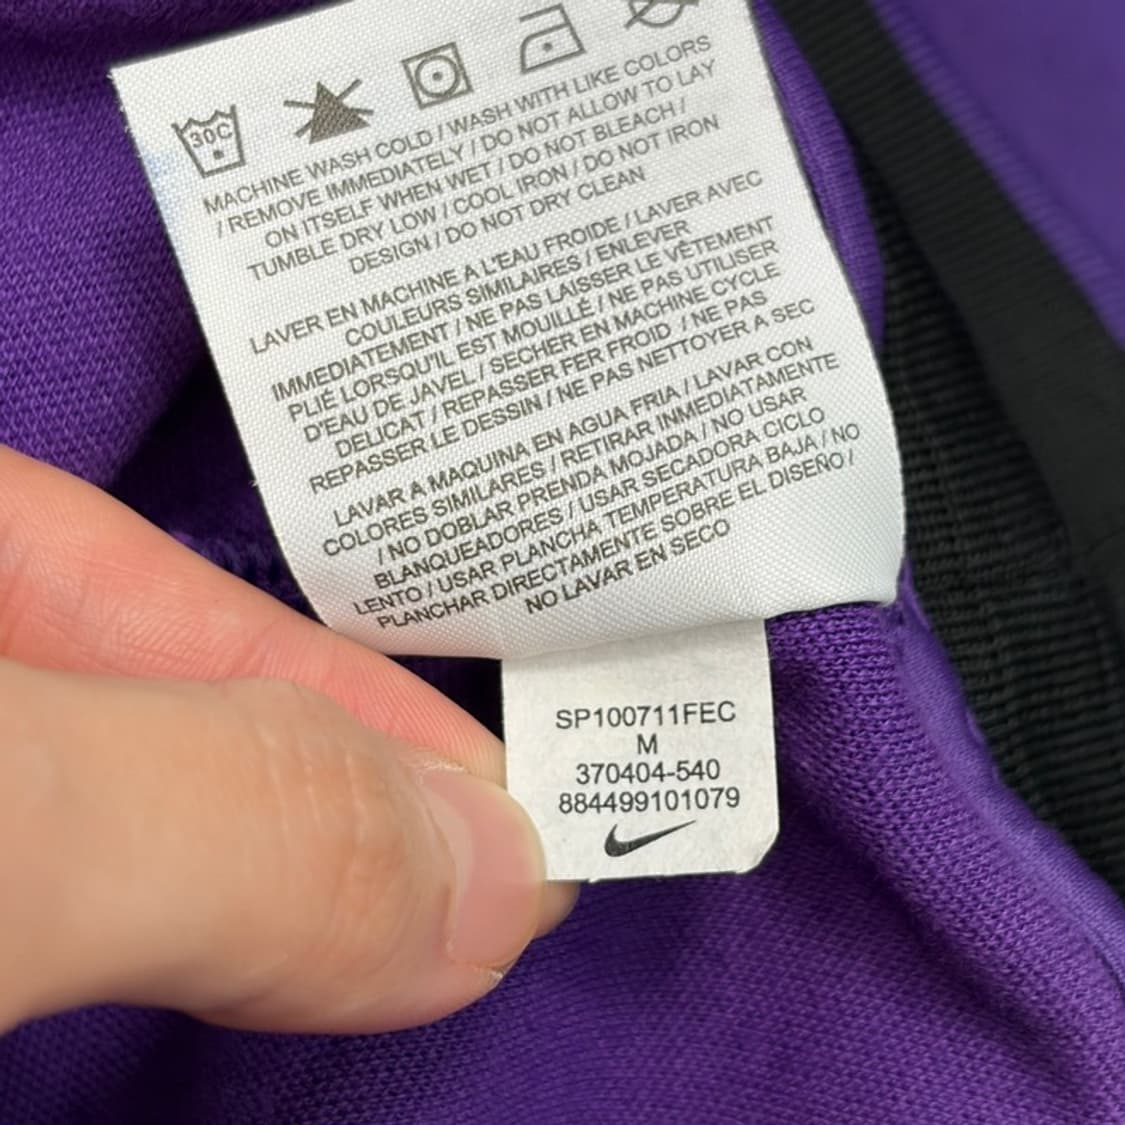 30C
MACHINE WASH COLD / WASH WITH LIKE COLORS
/ REMOVE IMMEDIATELY / DO NOT ALLOW TO LAY
ON ITSELF WHEN WET / DO NOT BLEACH /
TUMBLE DRY LOW / COOL IRON / DO NOT IRON
DESIGN / DO NOT DRY CLEAN
LAVER EN MACHINE A L'EAU FROIDE / LAVER AVEC
COULEURS SIMILAIRES / ENLEVER
IMMEDIATEMENT / NE PAS LAISSER LE VÊTEMENT
PLIÉ LORSQU'IL EST MOUILLÉ / NE PAS UTILISER
D'EAU DE JAVEL / SECHER EN MACHINE CYCLE
DELICAT / REPASSER FER FROID / NE PAS
REPASSER LE DESSIN / NE PAS NETTOYER A SEC
LAVAR A MAQUINA EN AGUA FRIA / LAVAR CON
COLORES SIMILARES / RETIRAR INMEDIATAMENTE
/ NO DOBLAR PRENDA MOJADA / NO USAR
BLANQUEADORES / USAR SECADORA CICLO
LENTO / USAR PLANCHA TEMPERATURA BAJA / NO
PLANCHAR DIRECTAMENTE SOBRE EL DISEÑO /
NO LAVAR EN SECO
SP100711FEC
M
370404-540
884499101079